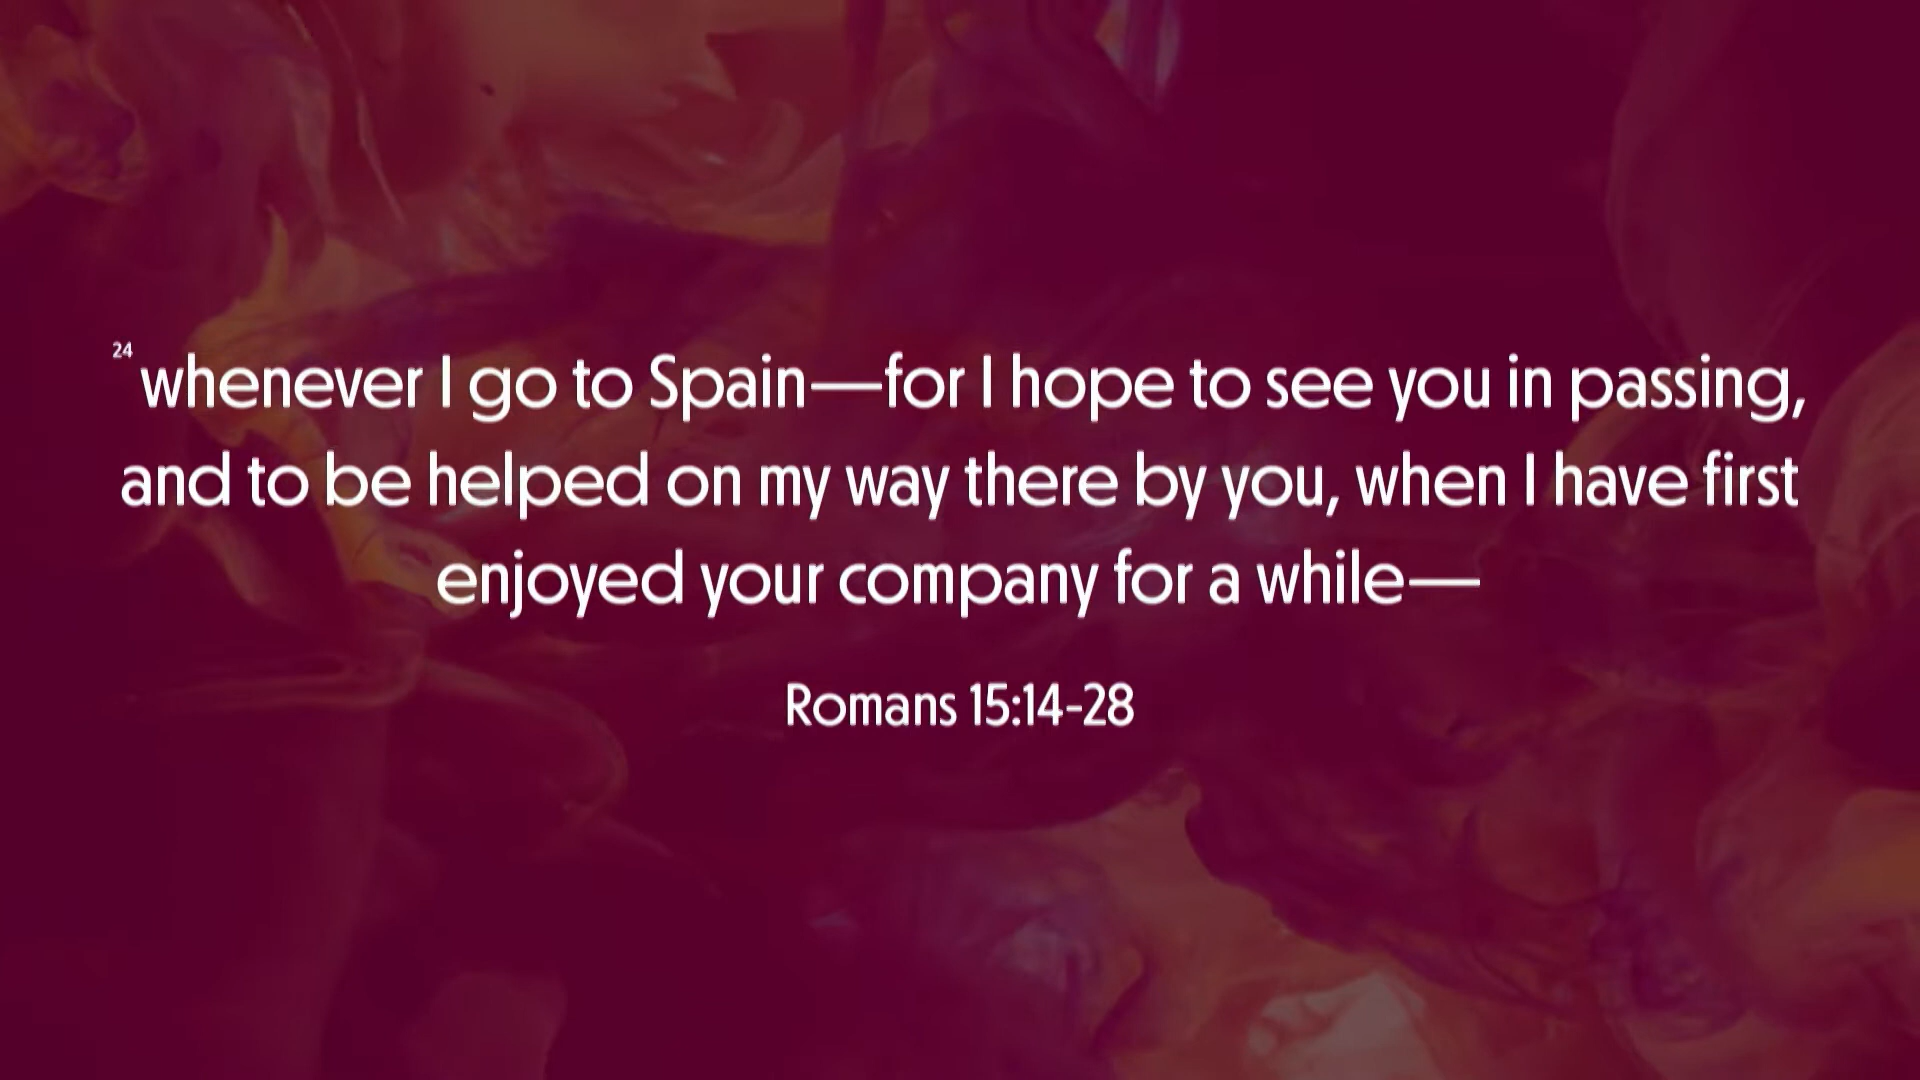 24 whenever I go to Spain—for I hope to see you in passing,
and to be helped on my way there by you, when I have first
enjoyed your company for a while—
Romans 15:14-28